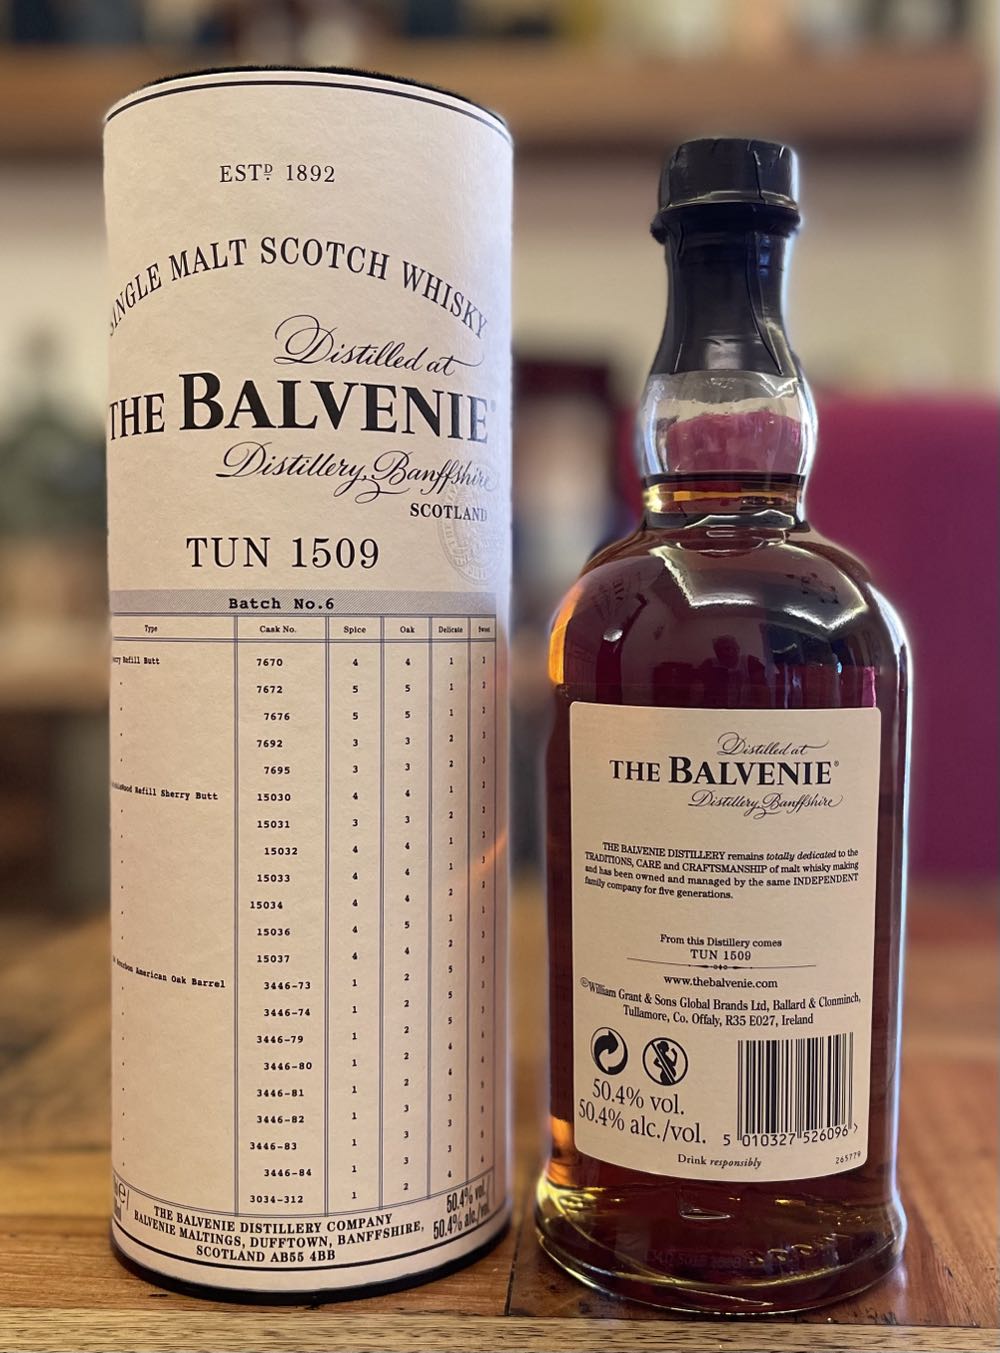 ESTD 1892
SINGLE MALT SCOTCH WHISKY
Distilled at
THE BALVENIE®
Distillery, Banffshire
SCOTLAND
TUN 1509
Batch No.6
Type Cask No. Spice Oak Delicate Sweet
Refill Butt 7670 4 4 1
" 7672 5 5 1
" 7676 5 5 1
" 7692 3 3 2
" 7695 3 3 2
Refill Sherry Butt 15030 4 4 1
" 15031 3 3 2
" 15032 4 4 1
" 15033 4 4 1
" 15034 4 4 2
" 15036 4 5 1
" 15037 4 4 2
Bourbon American Oak Barrel 3446-73 1 2 5
" 3446-74 1 2 5
" 3446-79 1 2 5
" 3446-80 1 2 4
" 3446-81 1 2 4
" 3446-82 1 3 3
" 3446-83 1 3 3
" 3446-84 1 3 3
" 3034-312 1 2 4
50.4% vol.
50.4% alc./vol.
THE BALVENIE DISTILLERY COMPANY
BALVENIE MALTINGS, DUFFTOWN, BANFFSHIRE,
SCOTLAND AB55 4BB
Distilled at
THE BALVENIE®
Distillery, Banffshire
THE BALVENIE DISTILLERY remains totally dedicated to the
TRADITIONS, CARE and CRAFTSMANSHIP of malt whisky making
and has been owned and managed by the same INDEPENDENT
family company for five generations.
From this Distillery comes
TUN 1509
www.thebalvenie.com
©William Grant & Sons Global Brands Ltd, Ballard & Clonminch,
Tullamore, Co. Offaly, R35 E027, Ireland
50.4% vol.
50.4% alc./vol.
5 010327 526096 >
Drink responsibly
265779